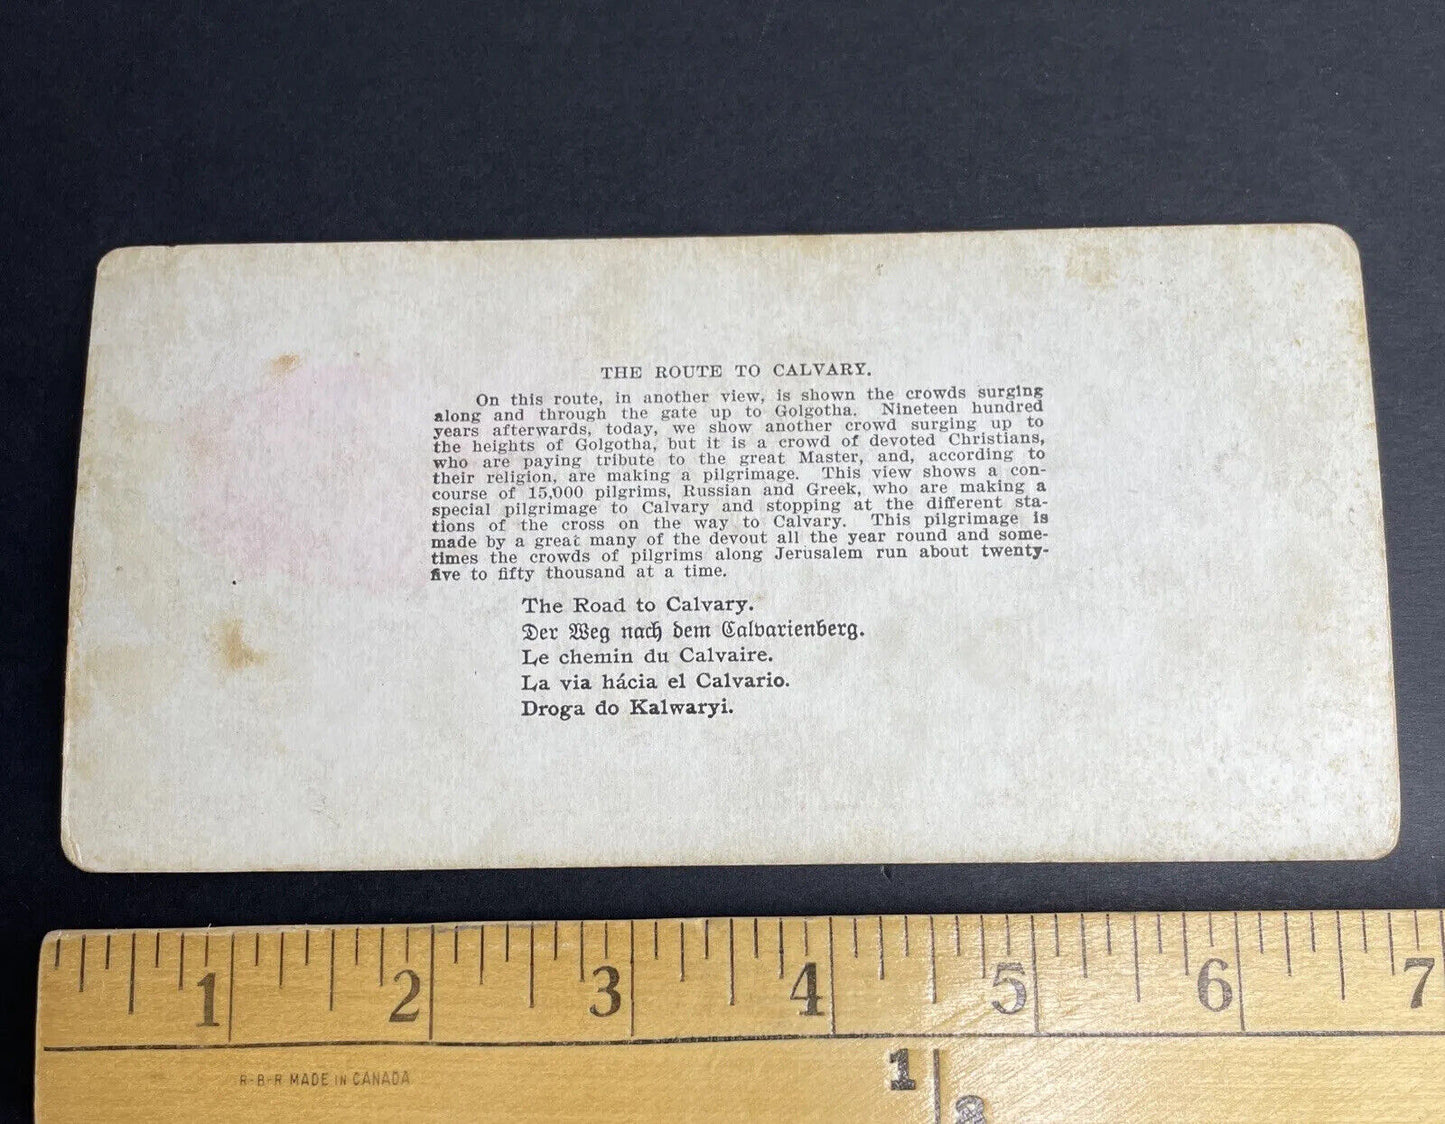 THE ROUTE TO CALVARY.
On this route, in another view, is shown the crowds surging
along and through the gate up to Golgotha. Nineteen hundred
years afterwards, today, we show another crowd surging up to
the heights of Golgotha, but it is a crowd of devoted Christians,
who are paying tribute to the great Master, and, according to
their religion, are making a pilgrimage. This view shows a con-
course of 15,000 pilgrims, Russian and Greek, who are making a
special pilgrimage to Calvary and stopping at the different sta-
tions of the cross on the way to Calvary. This pilgrimage is
made by a great many of the devout all the year round and some-
times the crowds of pilgrims along Jerusalem run about twenty-
five to fifty thousand at a time.
The Road to Calvary.
Der Weg nach dem Calvarienberg.
Le chemin du Calvaire.
La via hácia el Calvario.
Droga do Kalwaryi.
1 2 3 4 5 6 7
R-B-R MADE IN CANADA
1
2